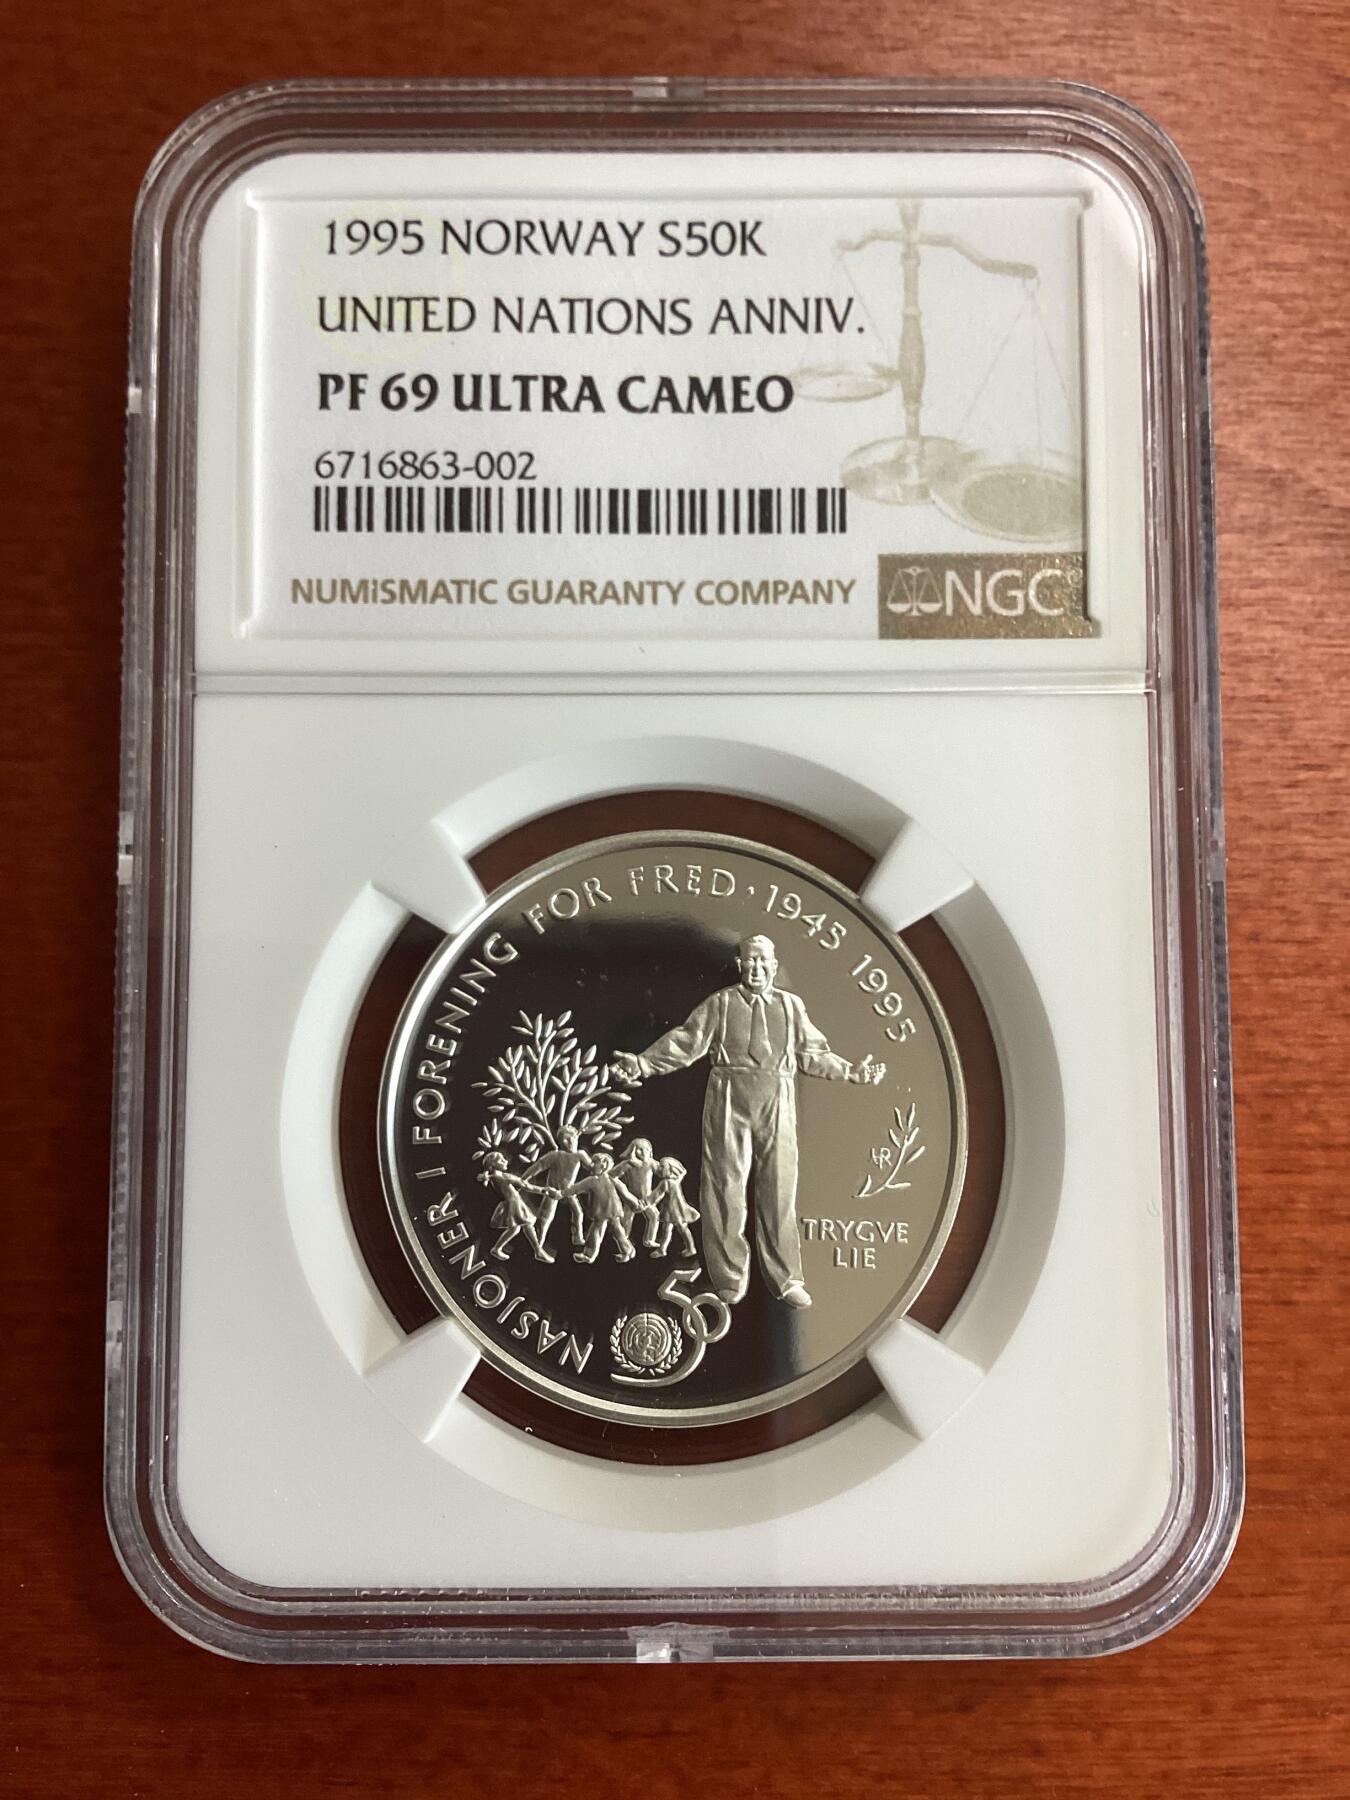 1995 NORWAY S50K
UNITED NATIONS ANNIV.
PF 69 ULTRA CAMEO
6716863-002
NUMiSMATIC GUARANTY COMPANY
NGC
NASJONER I FORENING FOR FRED · 1945 1995
TRYGVE
LIE
50